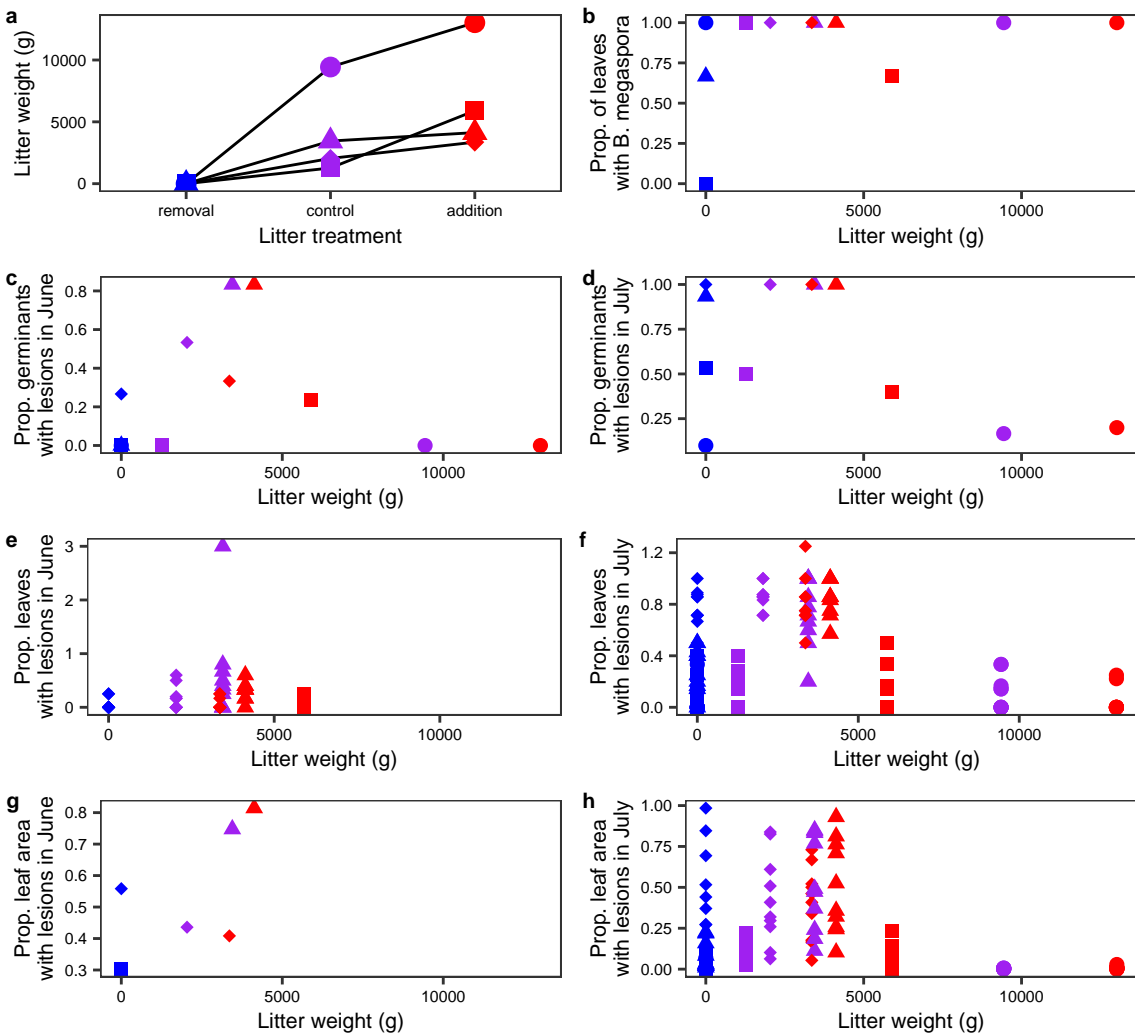 a
Litter weight (g)
10000
5000
0
removal
control
addition
Litter treatment
b
Prop. of leaves
with B. megaspora
1.00
0.75
0.50
0.25
0.00
0
5000
10000
Litter weight (g)
c
Prop. germinants
with lesions in June
0.8
0.6
0.4
0.2
0.0
0
5000
10000
Litter weight (g)
d
Prop. germinants
with lesions in July
1.00
0.75
0.50
0.25
0
5000
10000
Litter weight (g)
e
Prop. leaves
with lesions in June
3
2
1
0
0
5000
10000
Litter weight (g)
f
Prop. leaves
with lesions in July
1.2
0.8
0.4
0.0
0
5000
10000
Litter weight (g)
g
Prop. leaf area
with lesions in June
0.8
0.7
0.6
0.5
0.4
0.3
0
5000
10000
Litter weight (g)
h
Prop. leaf area
with lesions in July
1.00
0.75
0.50
0.25
0.00
0
5000
10000
Litter weight (g)